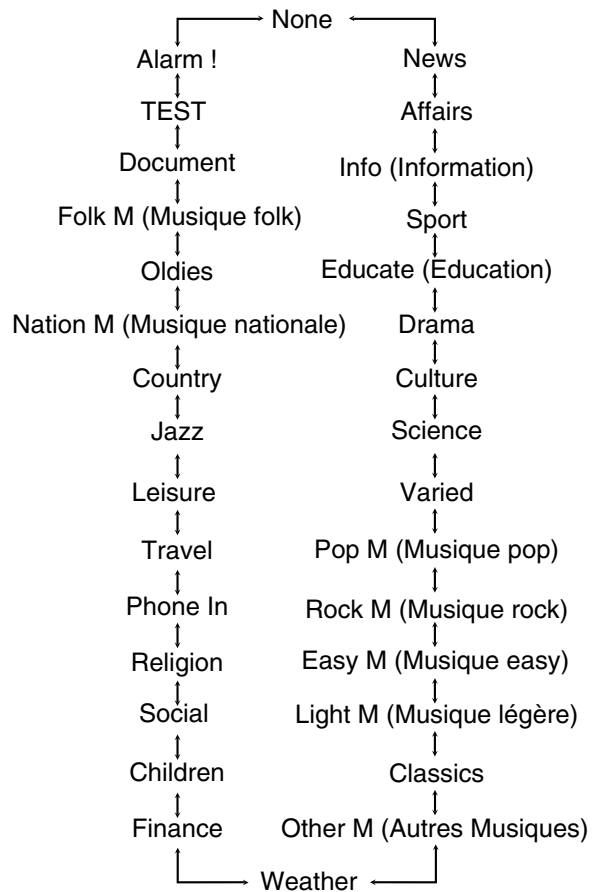 None
Alarm !
TEST
Document
Folk M (Musique folk)
Oldies
Nation M (Musique nationale)
Country
Jazz
Leisure
Travel
Phone In
Religion
Social
Children
Finance
News
Affairs
Info (Information)
Sport
Educate (Education)
Drama
Culture
Science
Varied
Pop M (Musique pop)
Rock M (Musique rock)
Easy M (Musique easy)
Light M (Musique légère)
Classics
Other M (Autres Musiques)
Weather